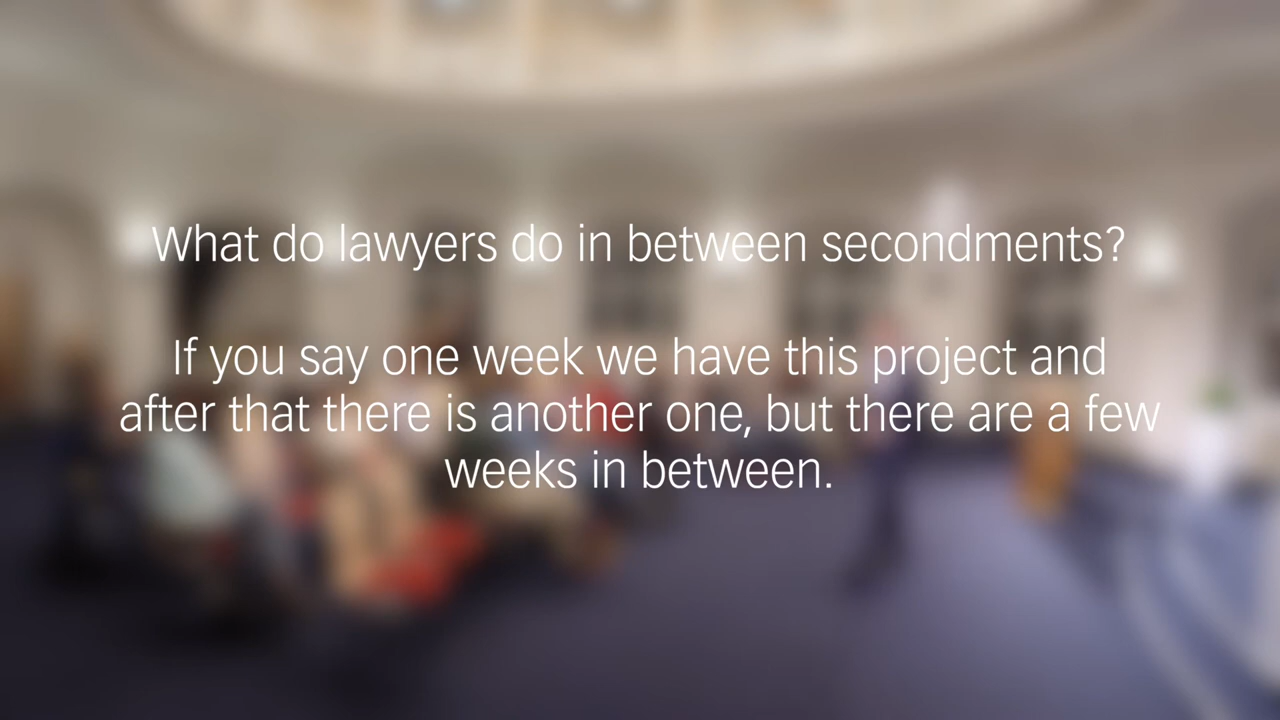 What do lawyers do in between secondments?
If you say one week we have this project and
after that there is another one, but there are a few
weeks in between.